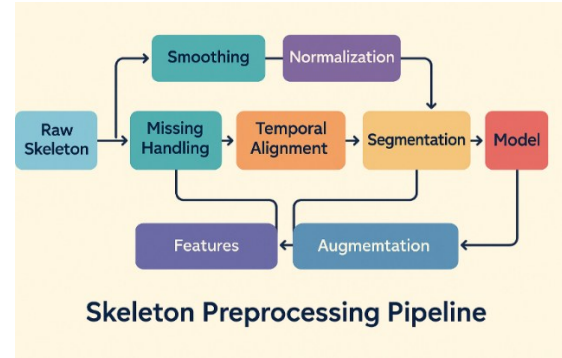 Smoothing
Normalization
Raw
Skeleton
Missing
Handling
Temporal
Alignment
Segmentation
Model
Features
Augmemtation
Skeleton Preprocessing Pipeline